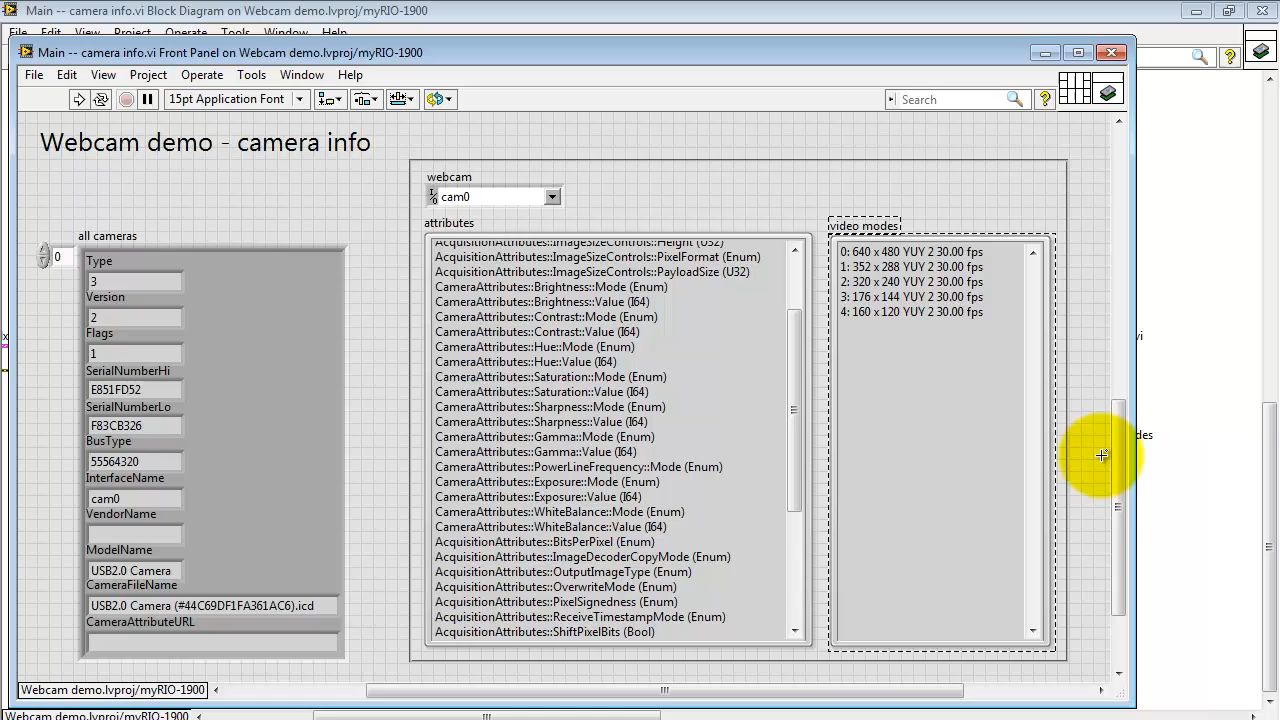 Main -- camera info.vi Block Diagram on Webcam demo.lvproj/myRIO-1900
File Edit View Project Operate Tools Window Help
Main -- camera info.vi Front Panel on Webcam demo.lvproj/myRIO-1900
File Edit View Project Operate Tools Window Help
15pt Application Font
Search
?
?
Webcam demo - camera info
webcam
cam0
all cameras
0
Type
3
Version
2
Flags
1
SerialNumberHi
E851FD52
SerialNumberLo
F83CB326
BusType
55564320
InterfaceName
cam0
VendorName
ModelName
USB2.0 Camera
CameraFileName
USB2.0 Camera (#44C69DF1FA361AC6).icd
CameraAttributeURL
attributes
AcquisitionAttributes::ImageSizeControls::Height (U32)
AcquisitionAttributes::ImageSizeControls::PixelFormat (Enum)
AcquisitionAttributes::ImageSizeControls::PayloadSize (U32)
CameraAttributes::Brightness::Mode (Enum)
CameraAttributes::Brightness::Value (I64)
CameraAttributes::Contrast::Mode (Enum)
CameraAttributes::Contrast::Value (I64)
CameraAttributes::Hue::Mode (Enum)
CameraAttributes::Hue::Value (I64)
CameraAttributes::Saturation::Mode (Enum)
CameraAttributes::Saturation::Value (I64)
CameraAttributes::Sharpness::Mode (Enum)
CameraAttributes::Sharpness::Value (I64)
CameraAttributes::Gamma::Mode (Enum)
CameraAttributes::Gamma::Value (I64)
CameraAttributes::PowerLineFrequency::Mode (Enum)
CameraAttributes::Exposure::Mode (Enum)
CameraAttributes::Exposure::Value (I64)
CameraAttributes::WhiteBalance::Mode (Enum)
CameraAttributes::WhiteBalance::Value (I64)
AcquisitionAttributes::BitsPerPixel (Enum)
AcquisitionAttributes::ImageDecoderCopyMode (Enum)
AcquisitionAttributes::OutputImageType (Enum)
AcquisitionAttributes::OverwriteMode (Enum)
AcquisitionAttributes::PixelSignedness (Enum)
AcquisitionAttributes::ReceiveTimestampMode (Enum)
AcquisitionAttributes::ShiftPixelBits (Bool)
video modes
0: 640 x 480 YUY 2 30.00 fps
1: 352 x 288 YUY 2 30.00 fps
2: 320 x 240 YUY 2 30.00 fps
3: 176 x 144 YUY 2 30.00 fps
4: 160 x 120 YUY 2 30.00 fps
vi
des
Webcam demo.lvproj/myRIO-1900
Webcam demo.lvproj/myRIO-1900